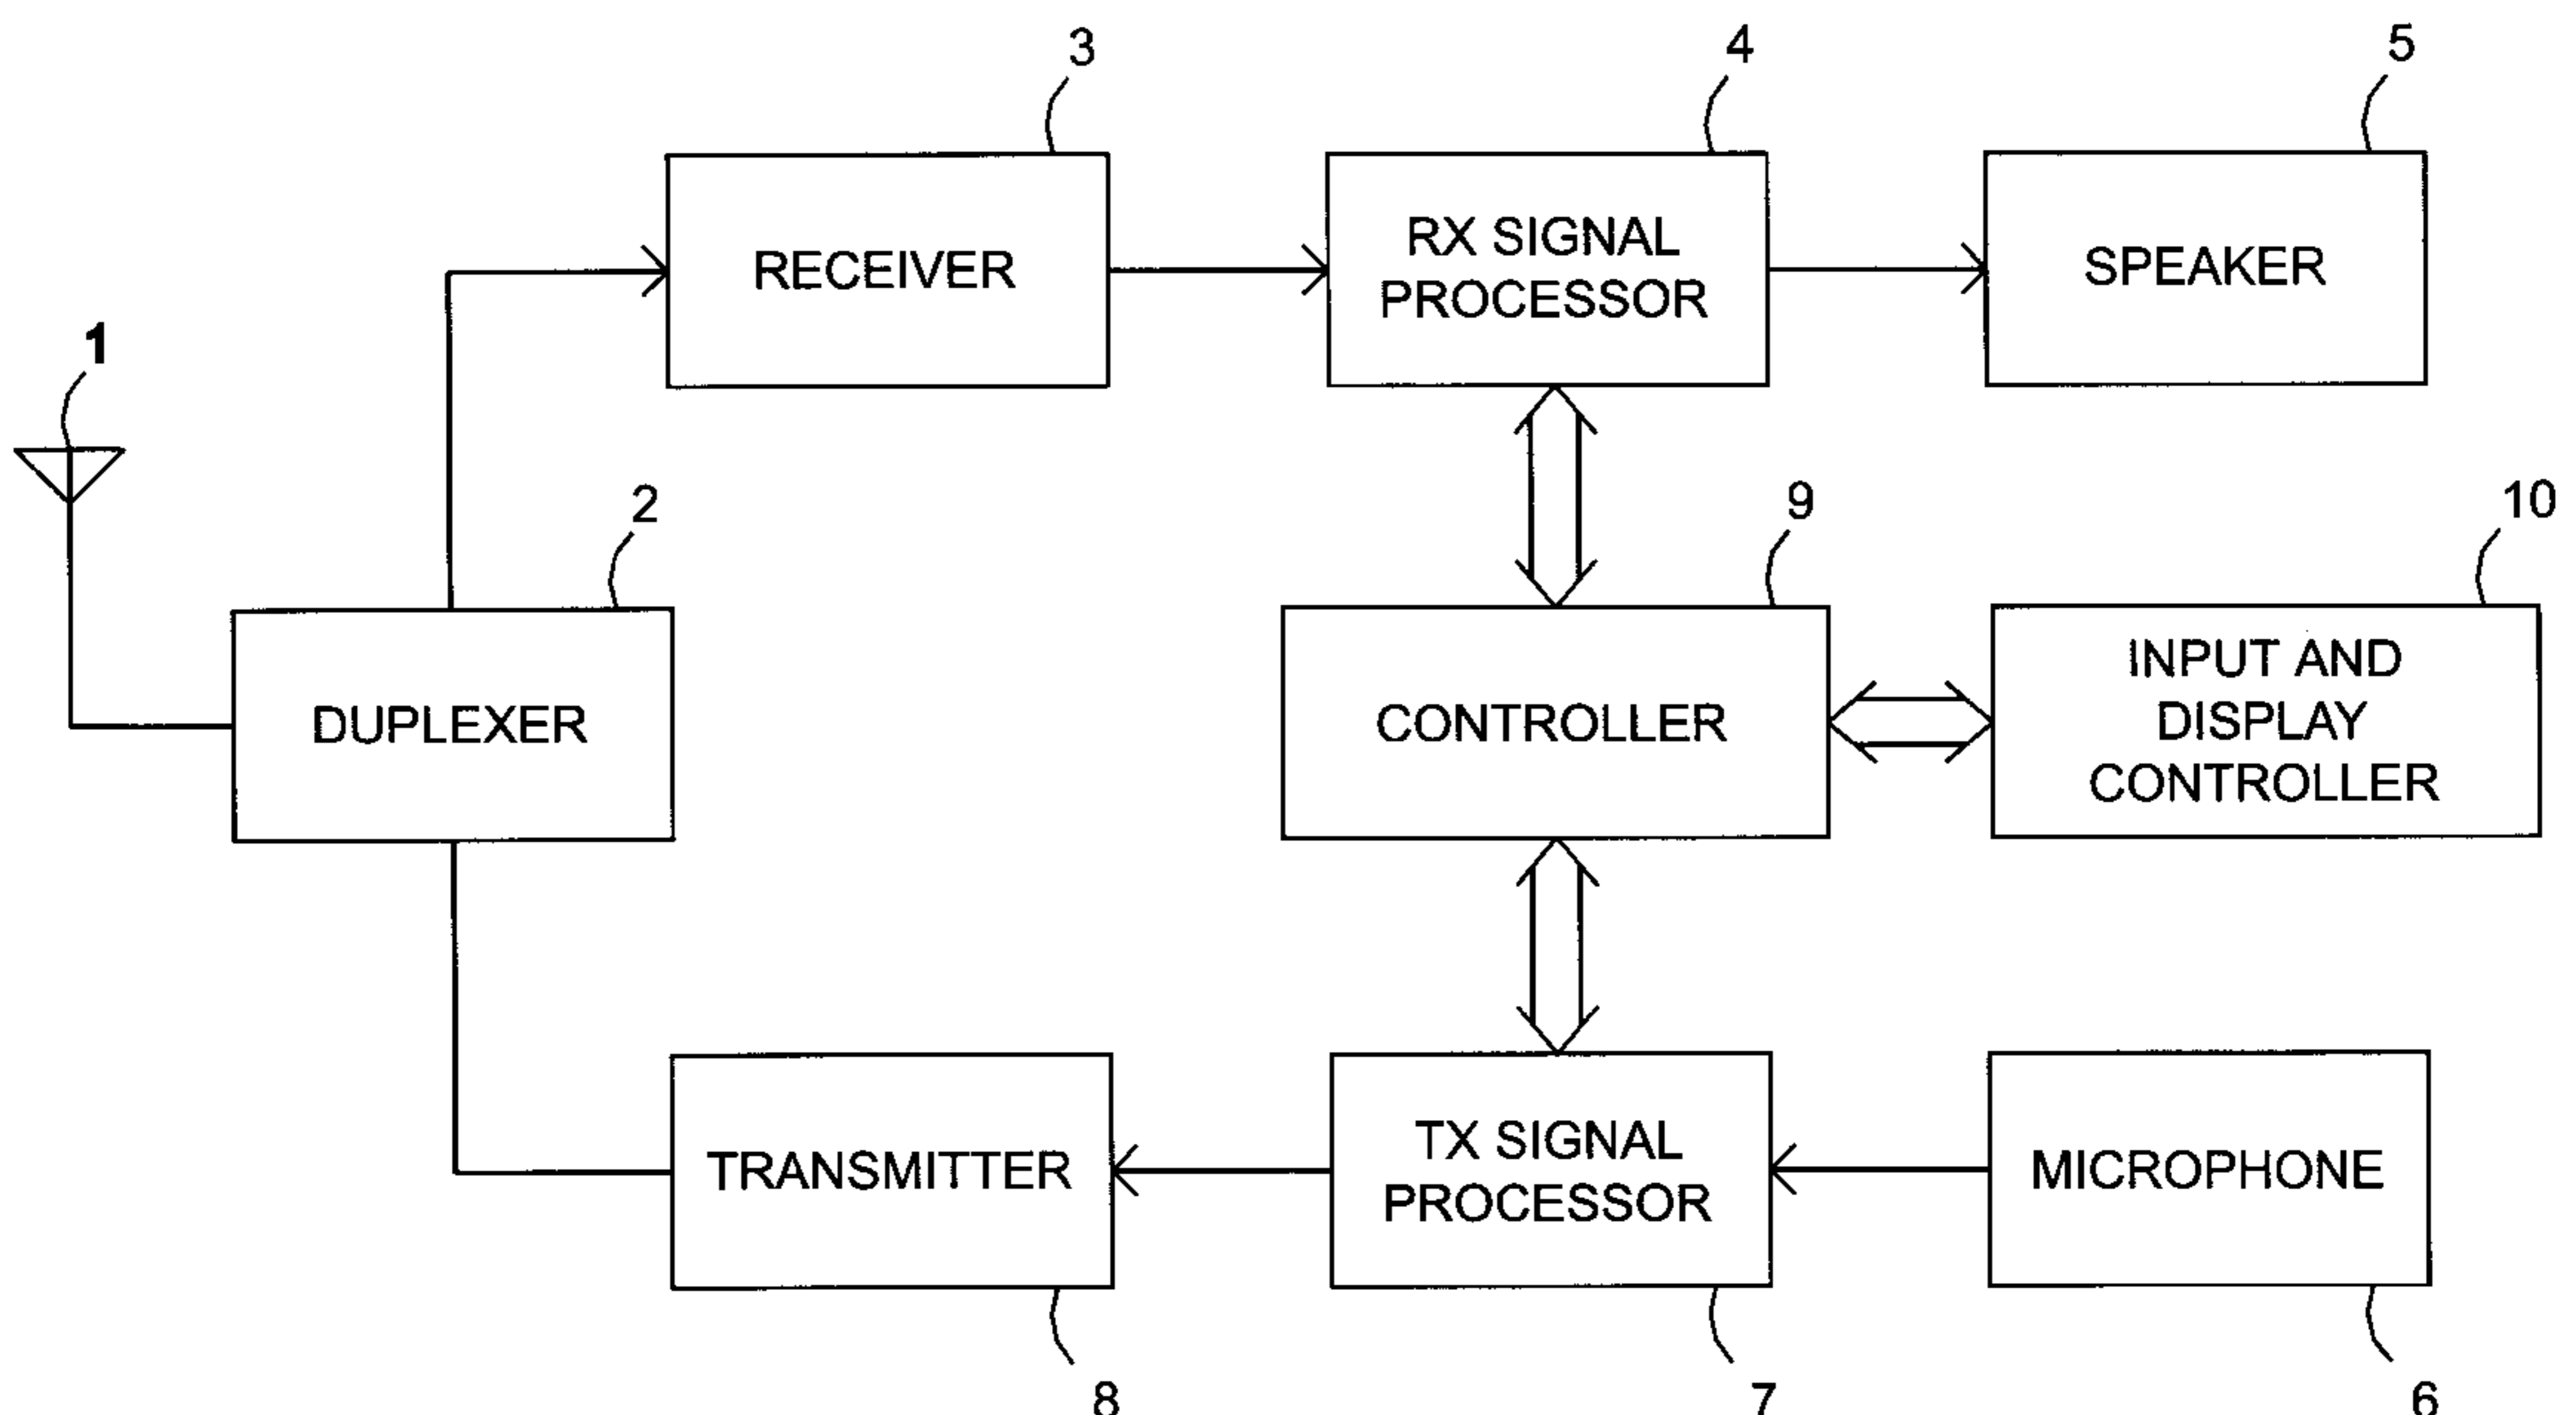 3
4
5
RECEIVER
RX SIGNAL
PROCESSOR
SPEAKER
1
2
9
10
DUPLEXER
CONTROLLER
INPUT AND
DISPLAY
CONTROLLER
TRANSMITTER
TX SIGNAL
PROCESSOR
MICROPHONE
8
7
6